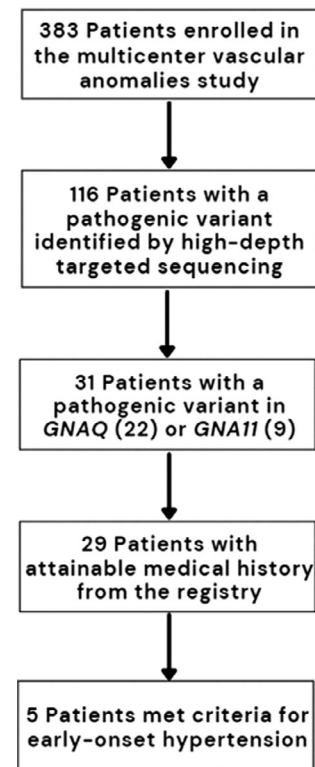 383 Patients enrolled in
the multicenter vascular
anomalies study
116 Patients with a
pathogenic variant
identified by high-depth
targeted sequencing
31 Patients with a
pathogenic variant in
GNAQ (22) or GNA11 (9)
29 Patients with
attainable medical history
from the registry
5 Patients met criteria for
early-onset hypertension